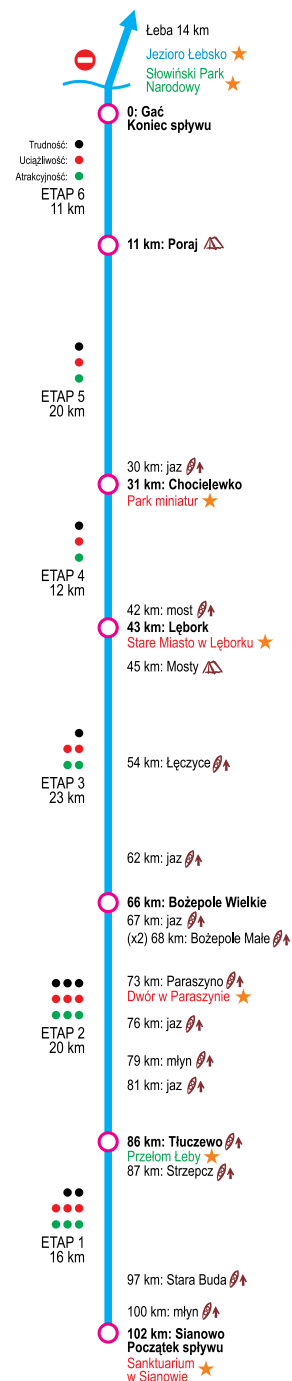 Łeba 14 km
Jezioro Łebsko
Słowiński Park
Narodowy
0: Gać
Koniec spływu
Trudność:
Uciążliwość:
Atrakcyjność:
ETAP 6
11 km
11 km: Poraj
ETAP 5
20 km
30 km: jaz
31 km: Chocielewko
Park miniatur
ETAP 4
12 km
42 km: most
43 km: Lębork
Stare Miasto w Lęborku
45 km: Mosty
54 km: Łęczyce
ETAP 3
23 km
62 km: jaz
66 km: Bożepole Wielkie
67 km: jaz
(x2) 68 km: Bożepole Małe
73 km: Paraszyno
Dwór w Paraszynie
76 km: jaz
ETAP 2
20 km
79 km: młyn
81 km: jaz
86 km: Tłuczewo
Przełom Łeby
87 km: Strzepcz
ETAP 1
16 km
97 km: Stara Buda
100 km: młyn
102 km: Sianowo
Początek spływu
Sanktuarium
w Sianowie